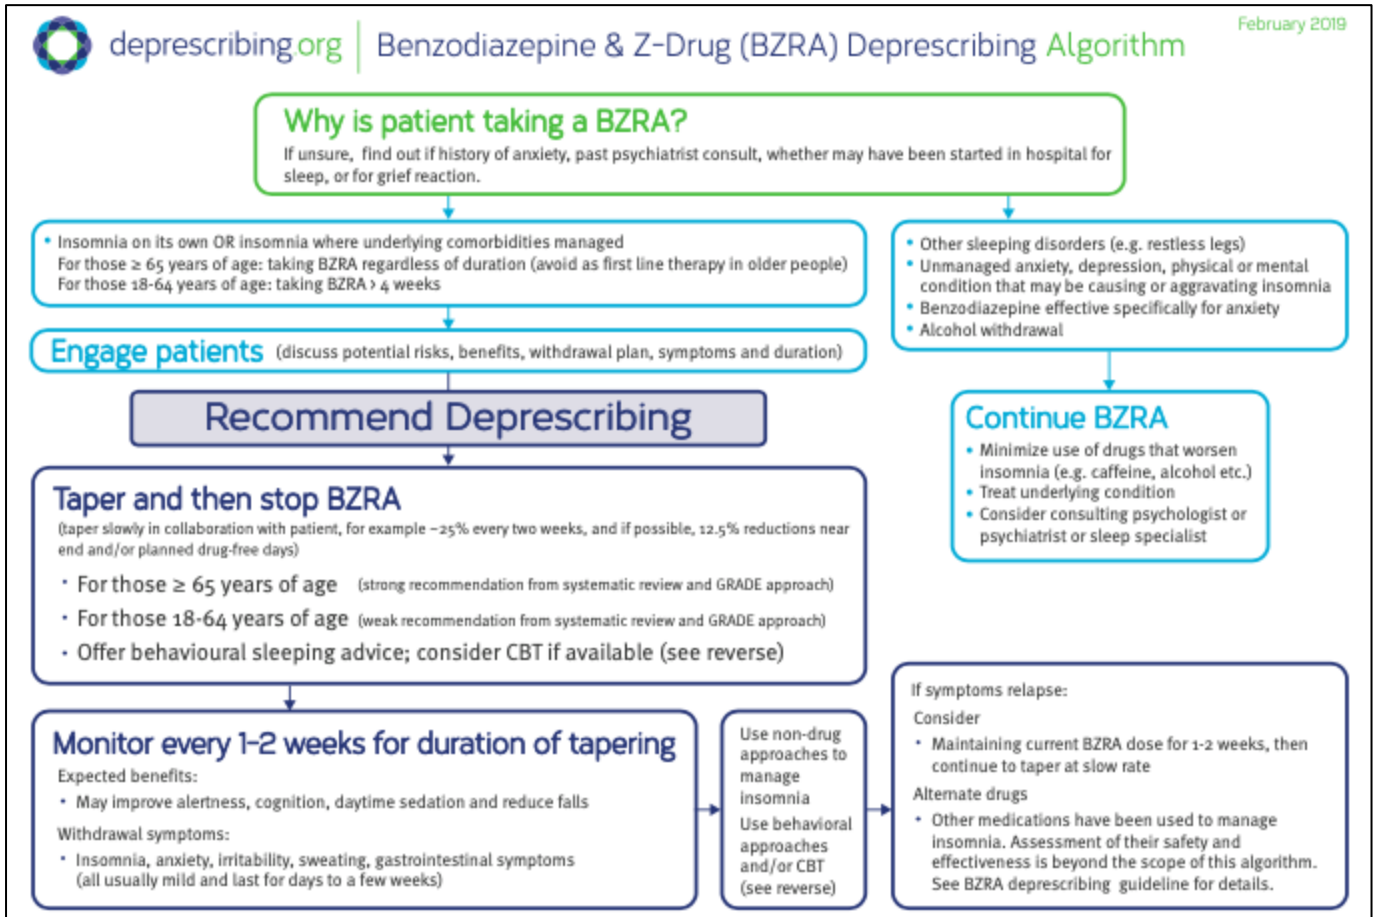 February 2019
deprescribing.org | Benzodiazepine & Z-Drug (BZRA) Deprescribing Algorithm
Why is patient taking a BZRA?
If unsure, find out if history of anxiety, past psychiatrist consult, whether may have been started in hospital for
sleep, or for grief reaction.
• Insomnia on its own OR insomnia where underlying comorbidities managed
For those ≥ 65 years of age: taking BZRA regardless of duration (avoid as first line therapy in older people)
For those 18-64 years of age: taking BZRA > 4 weeks
• Other sleeping disorders (e.g. restless legs)
• Unmanaged anxiety, depression, physical or mental
condition that may be causing or aggravating insomnia
• Benzodiazepine effective specifically for anxiety
• Alcohol withdrawal
Engage patients (discuss potential risks, benefits, withdrawal plan, symptoms and duration)
Recommend Deprescribing
Continue BZRA
• Minimize use of drugs that worsen
insomnia (e.g. caffeine, alcohol etc.)
• Treat underlying condition
• Consider consulting psychologist or
psychiatrist or sleep specialist
Taper and then stop BZRA
(taper slowly in collaboration with patient, for example ~25% every two weeks, and if possible, 12.5% reductions near
end and/or planned drug-free days)
• For those ≥ 65 years of age (strong recommendation from systematic review and GRADE approach)
• For those 18-64 years of age (weak recommendation from systematic review and GRADE approach)
• Offer behavioural sleeping advice; consider CBT if available (see reverse)
Monitor every 1-2 weeks for duration of tapering
Expected benefits:
• May improve alertness, cognition, daytime sedation and reduce falls
Withdrawal symptoms:
• Insomnia, anxiety, irritability, sweating, gastrointestinal symptoms
(all usually mild and last for days to a few weeks)
Use non-drug
approaches to
manage
insomnia
Use behavioral
approaches
and/or CBT
(see reverse)
If symptoms relapse:
Consider
• Maintaining current BZRA dose for 1-2 weeks, then
continue to taper at slow rate
Alternate drugs
• Other medications have been used to manage
insomnia. Assessment of their safety and
effectiveness is beyond the scope of this algorithm.
See BZRA deprescribing guideline for details.